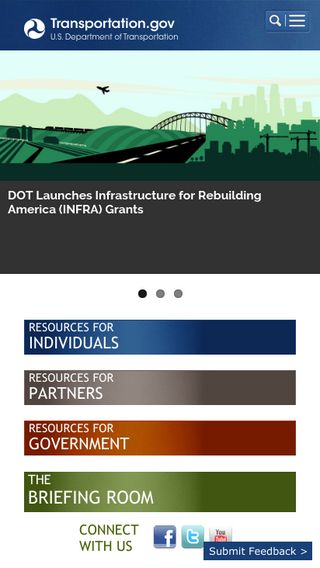 Transportation.gov
U.S. Department of Transportation
DOT Launches Infrastructure for Rebuilding
America (INFRA) Grants
RESOURCES FOR
INDIVIDUALS
RESOURCES FOR
PARTNERS
RESOURCES FOR
GOVERNMENT
THE
BRIEFING ROOM
CONNECT
WITH US
You
Tube
Submit Feedback >